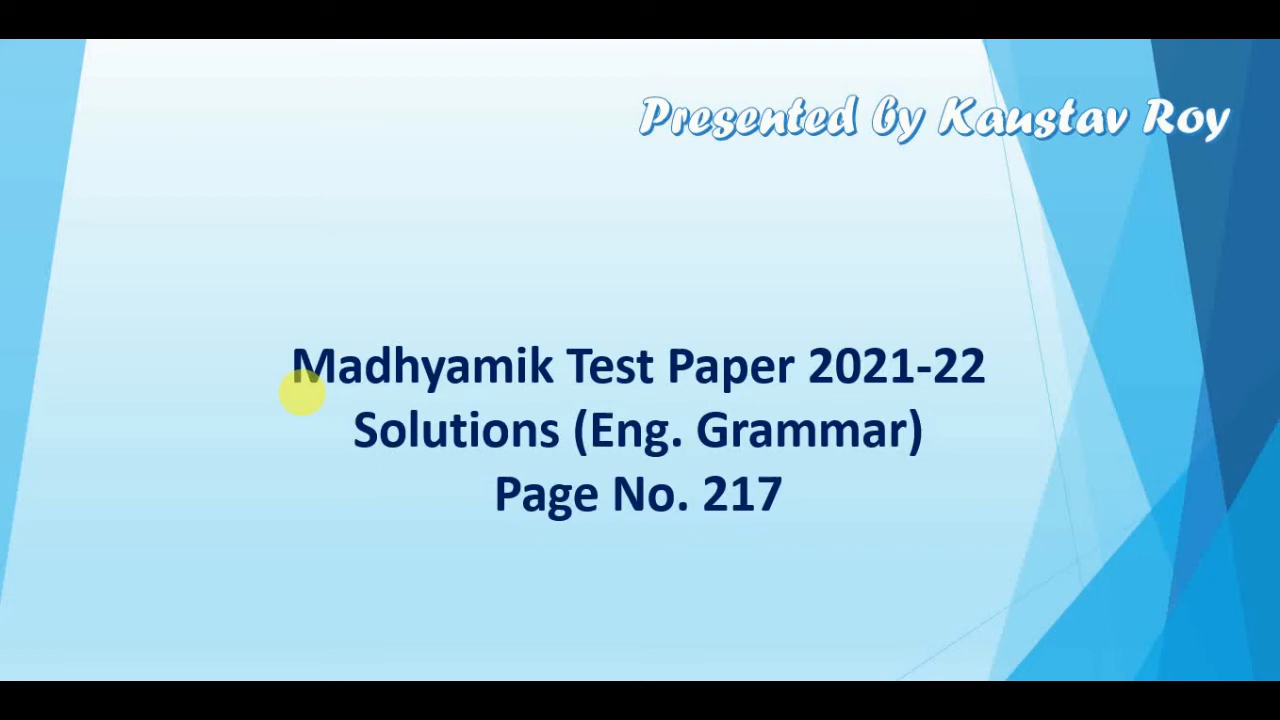 Presented by Kaustav Roy
Madhyamik Test Paper 2021-22
Solutions (Eng. Grammar)
Page No. 217